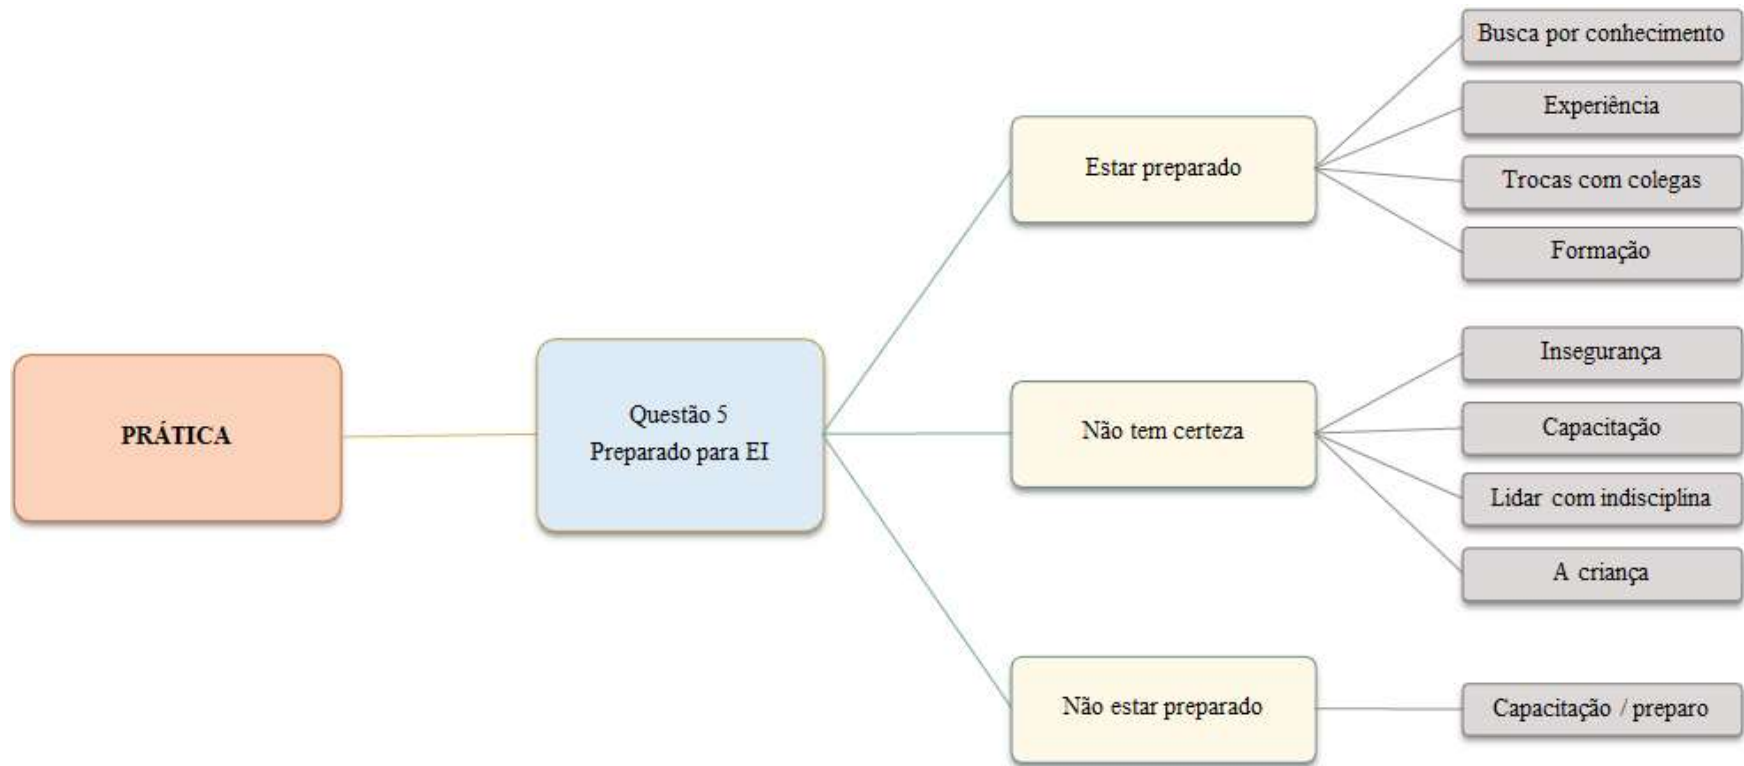 PRÁTICA
Questão 5
Preparado para EI
Estar preparado
Busca por conhecimento
Experiência
Trocas com colegas
Formação
Não tem certeza
Insegurança
Capacitação
Lidar com indisciplina
A criança
Não estar preparado
Capacitação / preparo